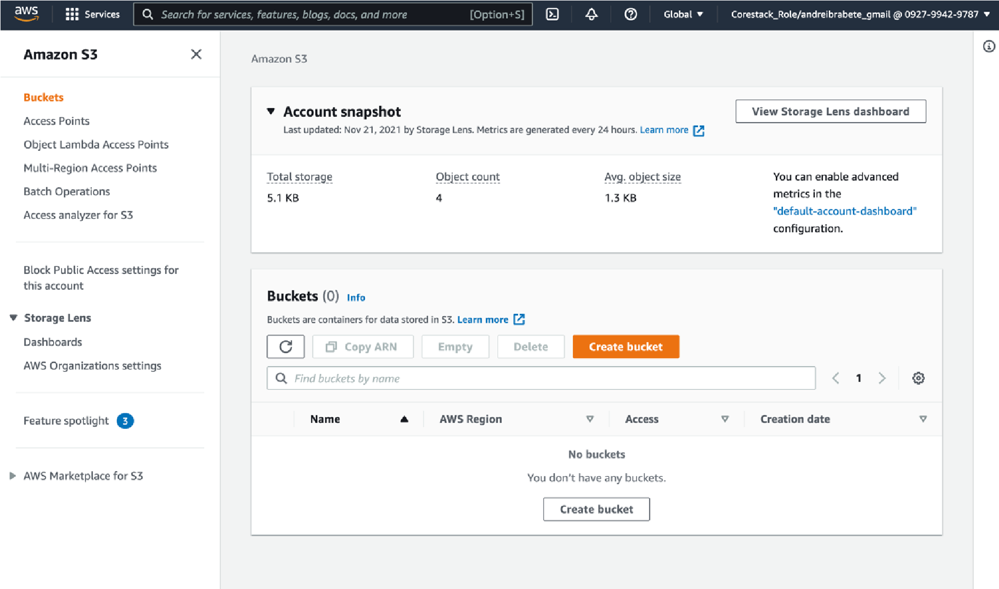 aws
Services
Search for services, features, blogs, docs, and more [Option+S]
Global
Corestack_Role/andreibrabete_gmail @ 0927-9942-9787
Amazon S3
Buckets
Access Points
Object Lambda Access Points
Multi-Region Access Points
Batch Operations
Access analyzer for S3
Block Public Access settings for
this account
Storage Lens
Dashboards
AWS Organizations settings
Feature spotlight 3
AWS Marketplace for S3
Amazon S3
Account snapshot
Last updated: Nov 21, 2021 by Storage Lens. Metrics are generated every 24 hours. Learn more
View Storage Lens dashboard
Total storage
5.1 KB
Object count
4
Avg. object size
1.3 KB
You can enable advanced
metrics in the
"default-account-dashboard"
configuration.
Buckets (0) Info
Buckets are containers for data stored in S3. Learn more
Copy ARN
Empty
Delete
Create bucket
Find buckets by name
1
Name AWS Region Access Creation date
No buckets
You don't have any buckets.
Create bucket